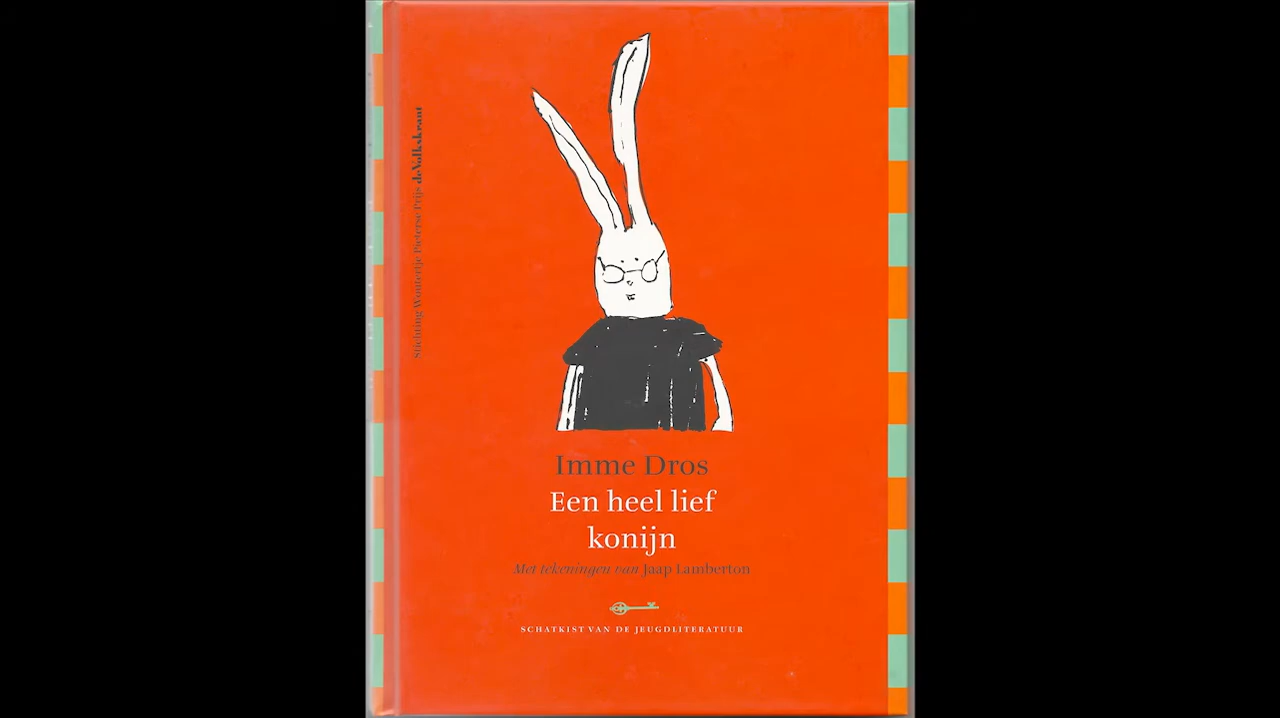 Stichting Woutertje Pieterse Prijs deVolkskrant
Imme Dros
Een heel lief
konijn
Met tekeningen van Jaap Lamberton
SCHATKIST VAN DE JEUGDLITERATUUR